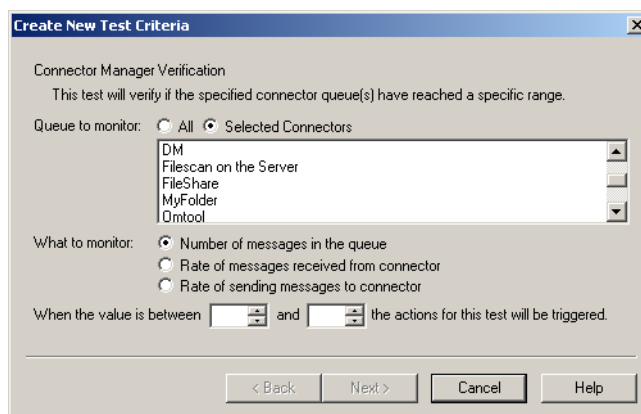 Create New Test Criteria
Connector Manager Verification
This test will verify if the specified connector queue(s) have reached a specific range.
Queue to monitor: All Selected Connectors
DM
Filescan on the Server
FileShare
MyFolder
Omtool
What to monitor: Number of messages in the queue
Rate of messages received from connector
Rate of sending messages to connector
When the value is between and the actions for this test will be triggered.
< Back Next > Cancel Help